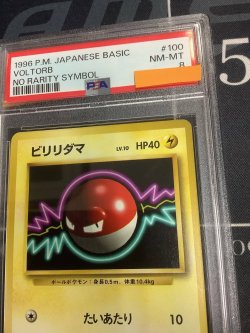 1996 P.M. JAPANESE BASIC #100
VOLTORB NM-MT
NO RARITY SYMBOL 8
PSA
ビリリダマ LV.10 HP40
ボールポケモン:身長0.5m、体重10.4kg
たいあたり 10
5
0